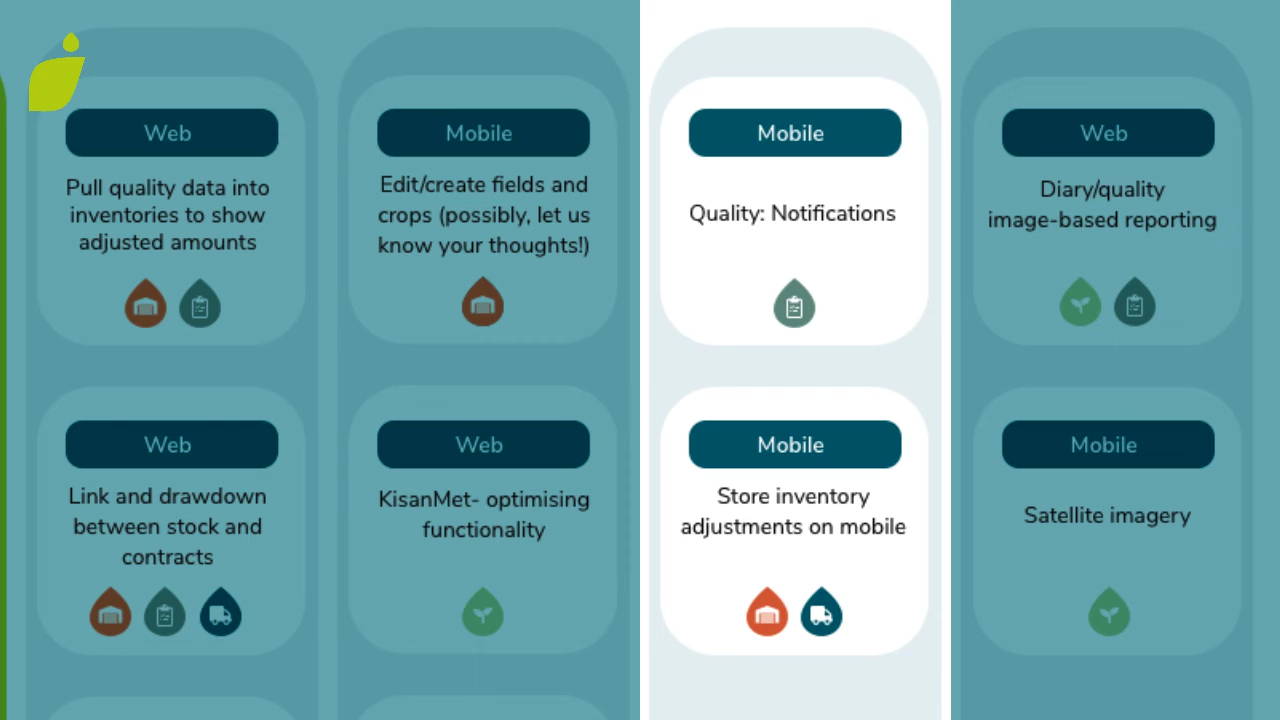 Web
Pull quality data into
inventories to show
adjusted amounts
Web
Link and drawdown
between stock and
contracts
Mobile
Edit/create fields and
crops (possibly, let us
know your thoughts!)
Web
KisanMet- optimising
functionality
Mobile
Quality: Notifications
Mobile
Store inventory
adjustments on mobile
Web
Diary/quality
image-based reporting
Mobile
Satellite imagery